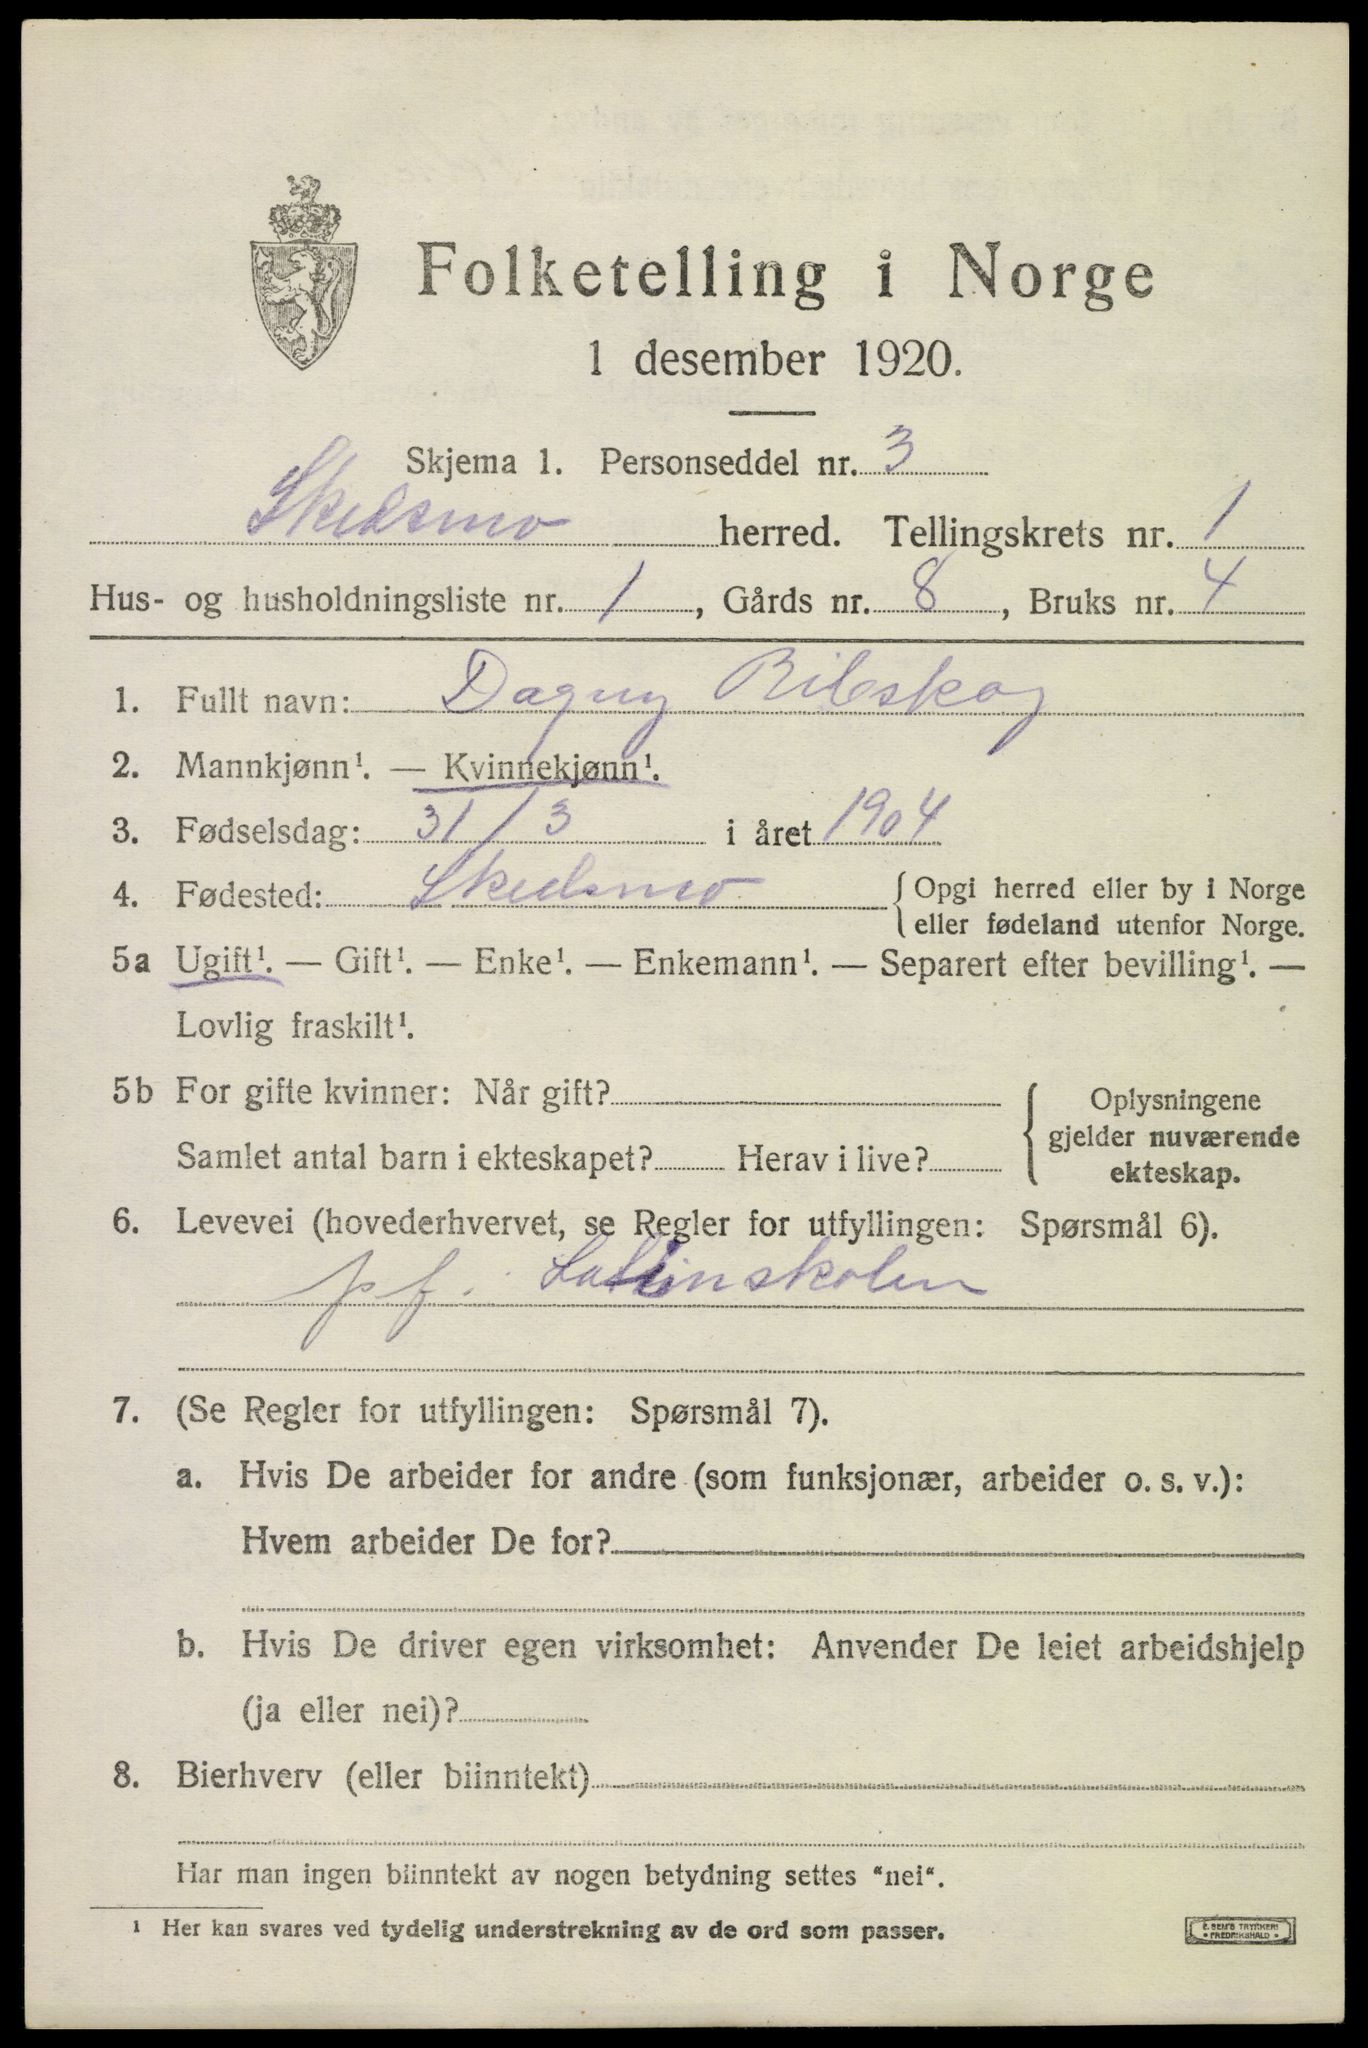 Folketelling i Norge
1 desember 1920.
Skjema 1. Personseddel nr. 3
Skedsmo herred. Tellingskrets nr. 1
Hus- og husholdningsliste nr. 1, Gårds nr. 8, Bruks nr. 4
1. Fullt navn: Dagny Ribskog
2. Mannkjønn¹. — Kvinnekjønn¹.
3. Fødselsdag: 31/3 i året 1904
4. Fødested: Skedsmo { Opgi herred eller by i Norge
eller fødeland utenfor Norge.
5a Ugift¹. — Gift¹. — Enke¹. — Enkemann¹. — Separert efter bevilling¹. —
Lovlig fraskilt¹.
5b For gifte kvinner: Når gift?
Samlet antal barn i ekteskapet? Herav i live?
Oplysningene
gjelder nuværende
ekteskap.
6. Levevei (hovederhvervet, se Regler for utfyllingen: Spørsmål 6).
pf. Latinskolen
7. (Se Regler for utfyllingen: Spørsmål 7).
a. Hvis De arbeider for andre (som funksjonær, arbeider o. s. v.):
Hvem arbeider De for?
b. Hvis De driver egen virksomhet: Anvender De leiet arbeidshjelp
(ja eller nei)?
8. Bierhverv (eller biinntekt)
Har man ingen biinntekt av nogen betydning settes "nei".
¹ Her kan svares ved tydelig understrekning av de ord som passer.
E. SEM'S TRYKKERI
• FREDRIKSHALD •